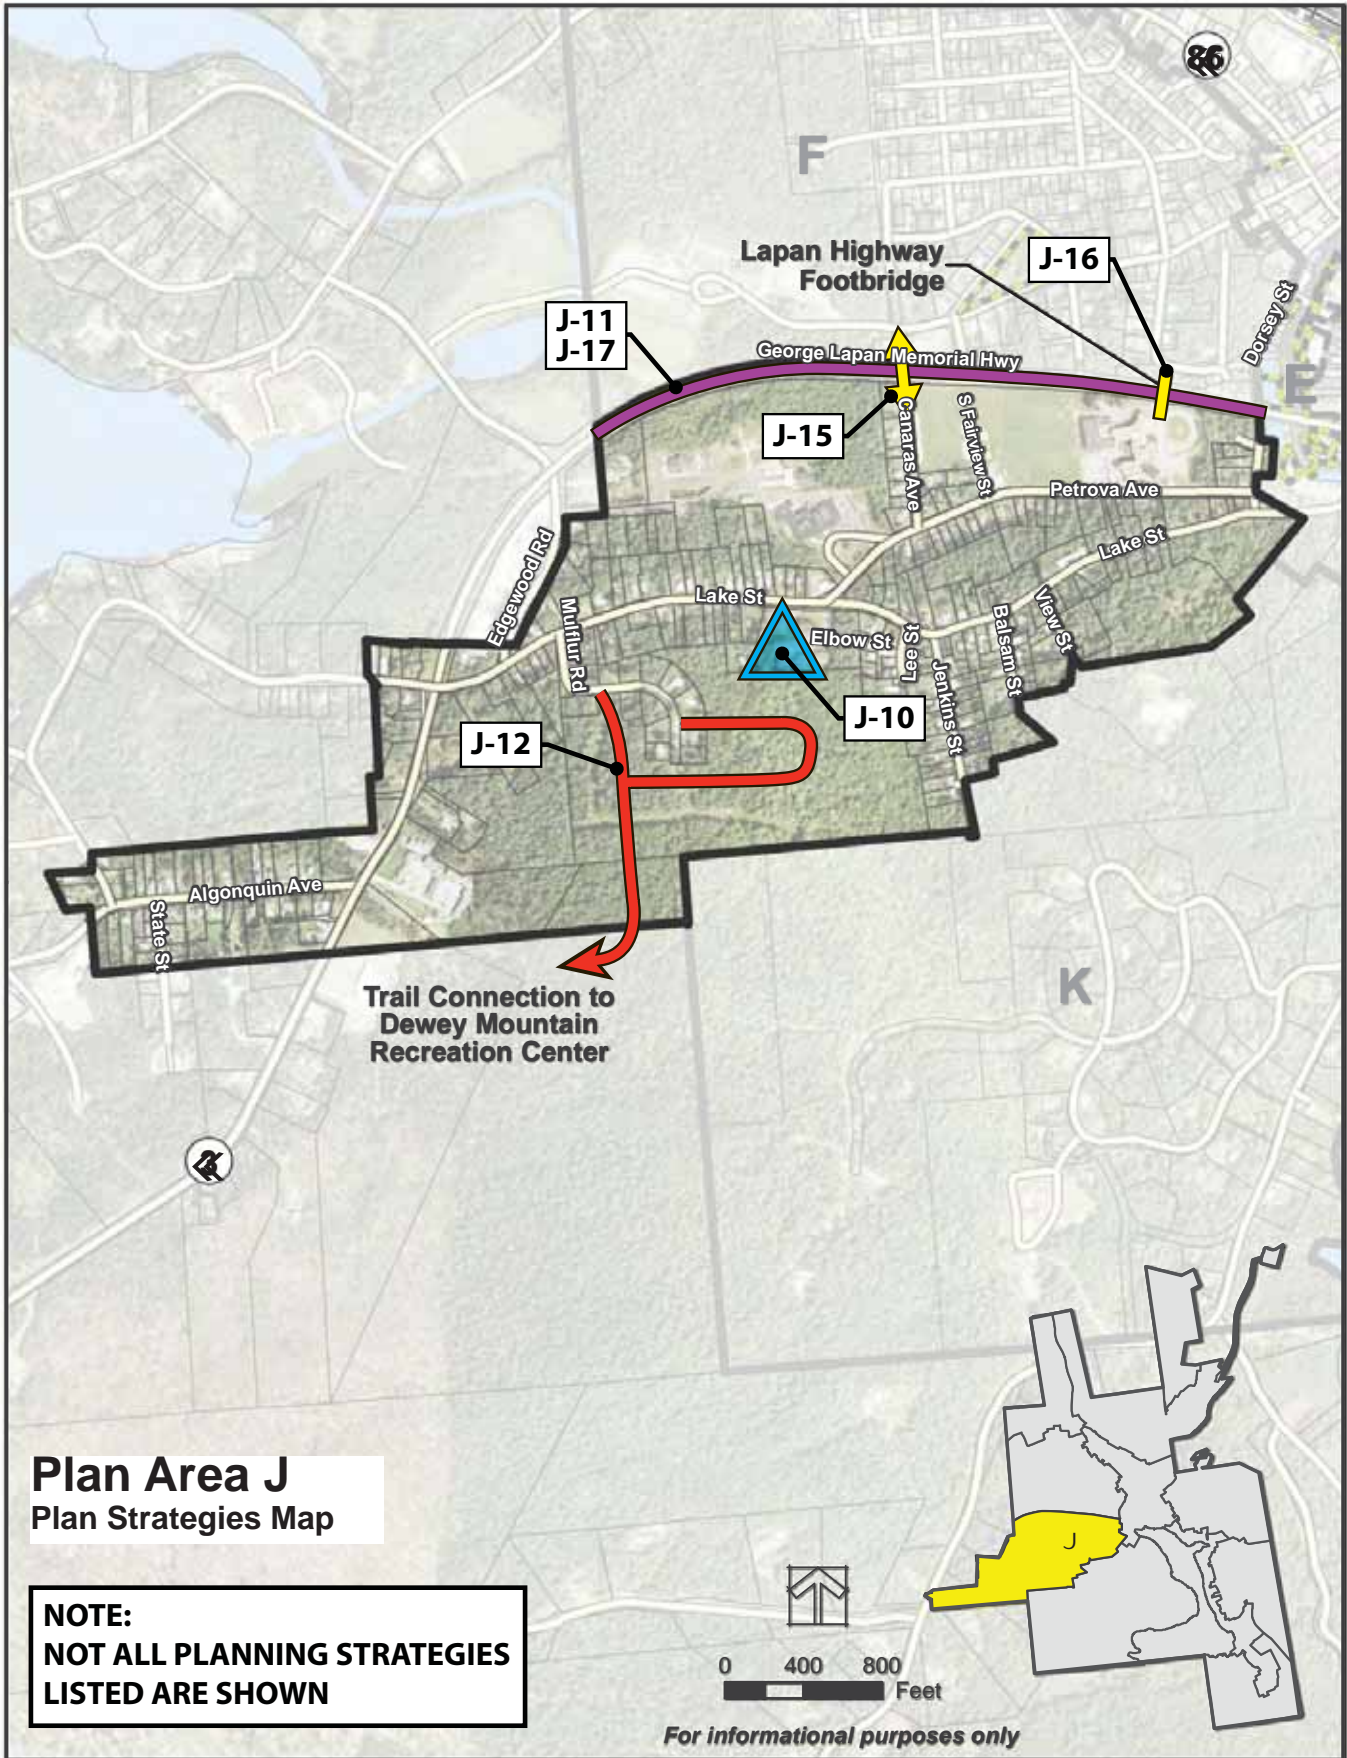 86
F
Lapan Highway
Footbridge
J-16
J-11
J-17
Dorsey St
George Lapan Memorial Hwy
E
J-15
Canaras Ave
S Fairview St
Petrova Ave
Lake St
Edgewood Rd
Mulflur Rd
Lake St
Elbow St
Lee St
Balsam St
View St
Jenkins St
J-10
J-12
Algonquin Ave
State St
Trail Connection to
Dewey Mountain
Recreation Center
K
3
J
Plan Area J
Plan Strategies Map
NOTE:
NOT ALL PLANNING STRATEGIES
LISTED ARE SHOWN
0 400 800
Feet
For informational purposes only